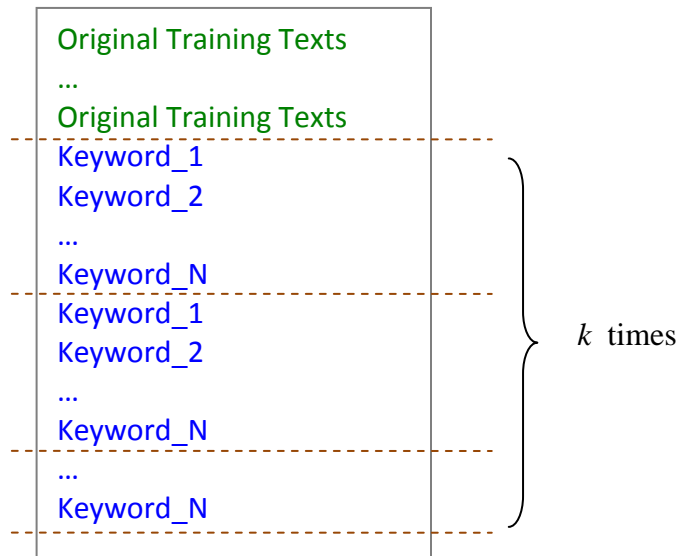 Original Training Texts
…
Original Training Texts
Keyword_1
Keyword_2
…
Keyword_N
Keyword_1
Keyword_2
…
Keyword_N
…
Keyword_N
k times